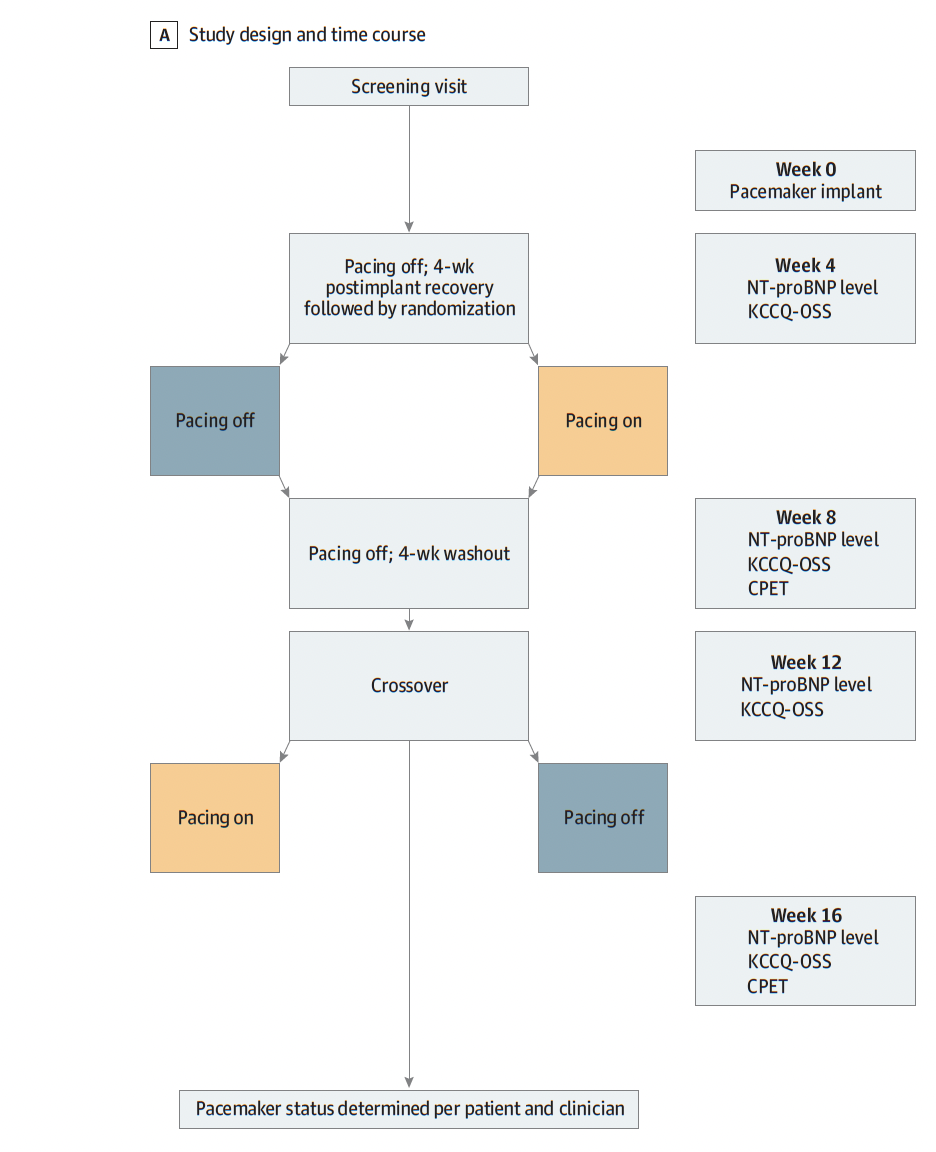 A Study design and time course
Screening visit
Week 0
Pacemaker implant
Pacing off; 4-wk
postimplant recovery
followed by randomization
Week 4
NT-proBNP level
KCCQ-OSS
Pacing off
Pacing on
Pacing off; 4-wk washout
Week 8
NT-proBNP level
KCCQ-OSS
CPET
Crossover
Week 12
NT-proBNP level
KCCQ-OSS
Pacing on
Pacing off
Week 16
NT-proBNP level
KCCQ-OSS
CPET
Pacemaker status determined per patient and clinician